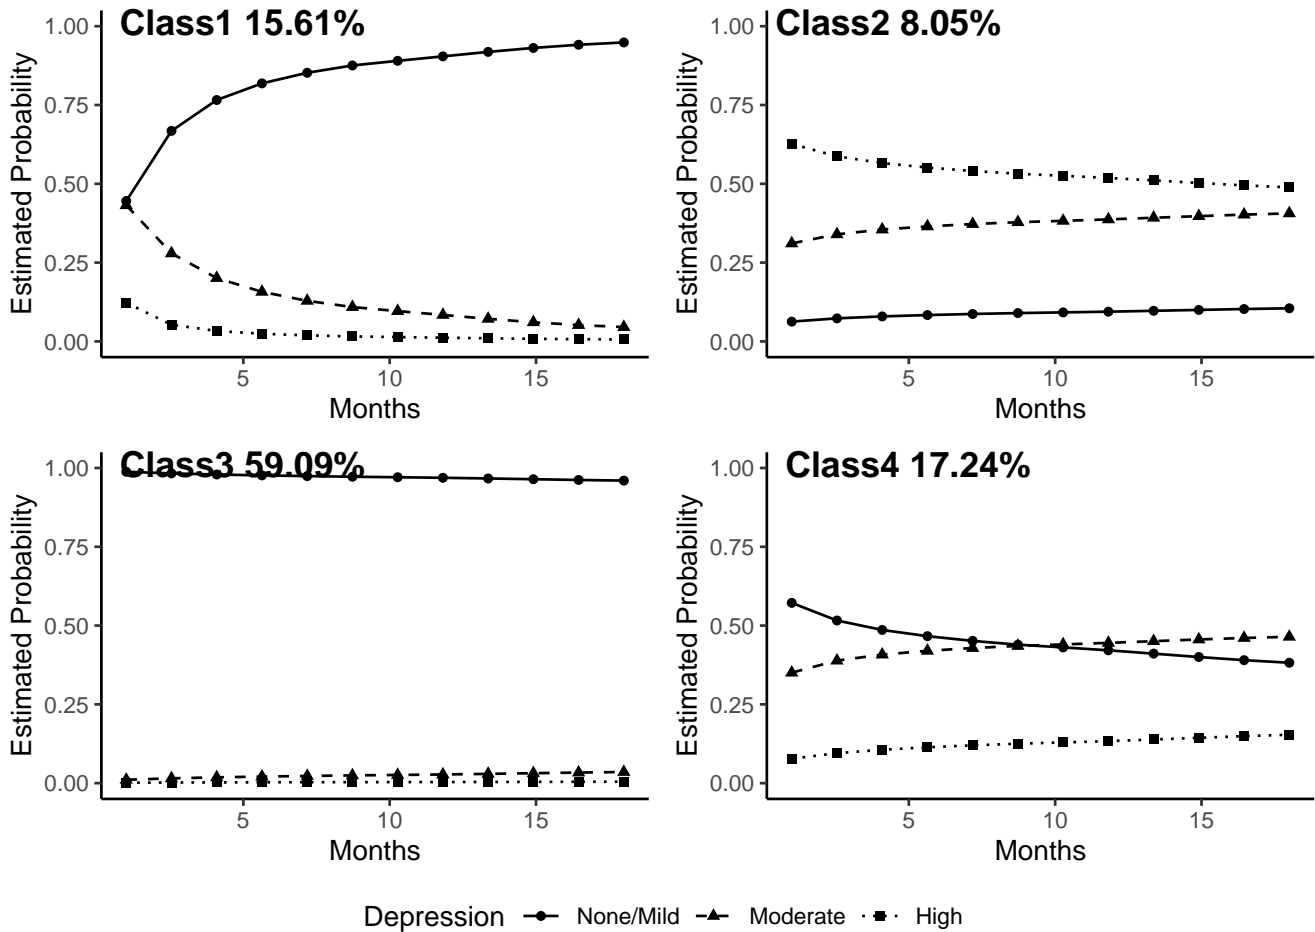 Class1 15.61%
Estimated Probability
1.00
0.75
0.50
0.25
0.00
5 10 15
Months
Class2 8.05%
Estimated Probability
1.00
0.75
0.50
0.25
0.00
5 10 15
Months
Class3 59.09%
Estimated Probability
1.00
0.75
0.50
0.25
0.00
5 10 15
Months
Class4 17.24%
Estimated Probability
1.00
0.75
0.50
0.25
0.00
5 10 15
Months
Depression None/Mild Moderate High